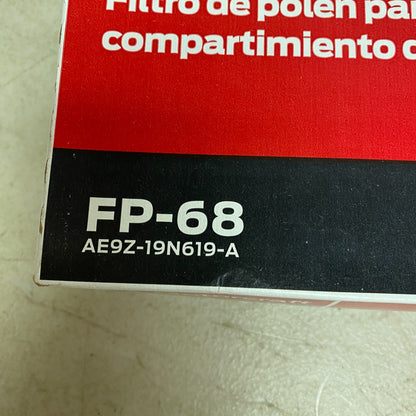 Filtro de polen
compartimiento
FP-68
AE9Z-19N619-A